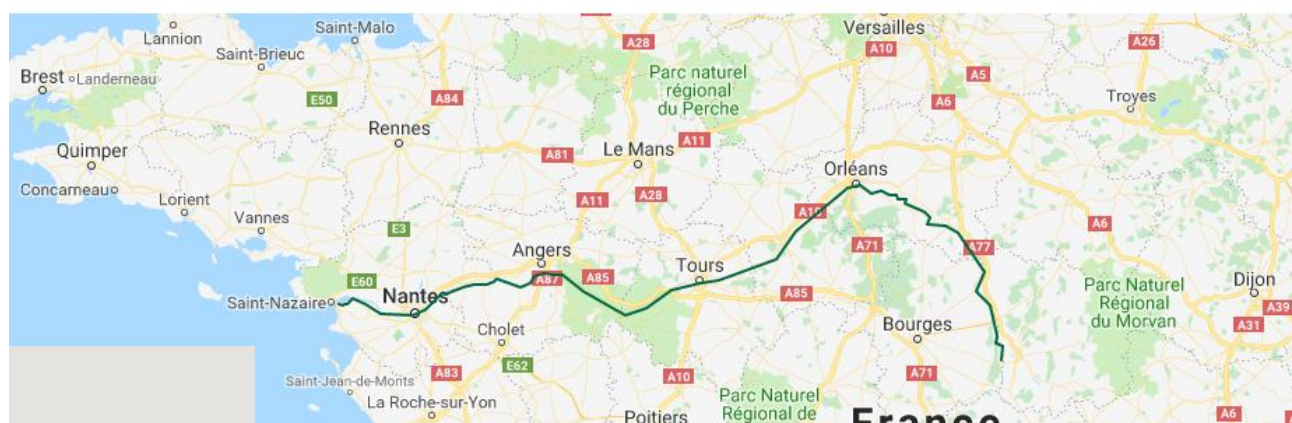 Lannion
Saint-Malo
Saint-Brieuc
Brest
Landerneau
E50
A84
Rennes
Quimper
Concarneau
Lorient
Vannes
E3
A28
Parc naturel
régional
du Perche
A11
Le Mans
A81
A28
A11
Versailles
A10
A5
A6
A26
Troyes
Orléans
A10
A71
A77
A6
Angers
A87
A85
Tours
A85
E60
Saint-Nazaire
Nantes
Cholet
E62
A83
Saint-Jean-de-Monts
La Roche-sur-Yon
A10
Poitiers
Parc Naturel
Régional de
Bourges
A71
Parc Naturel
Régional
du Morvan
Dijon
A39
A31
A6
France